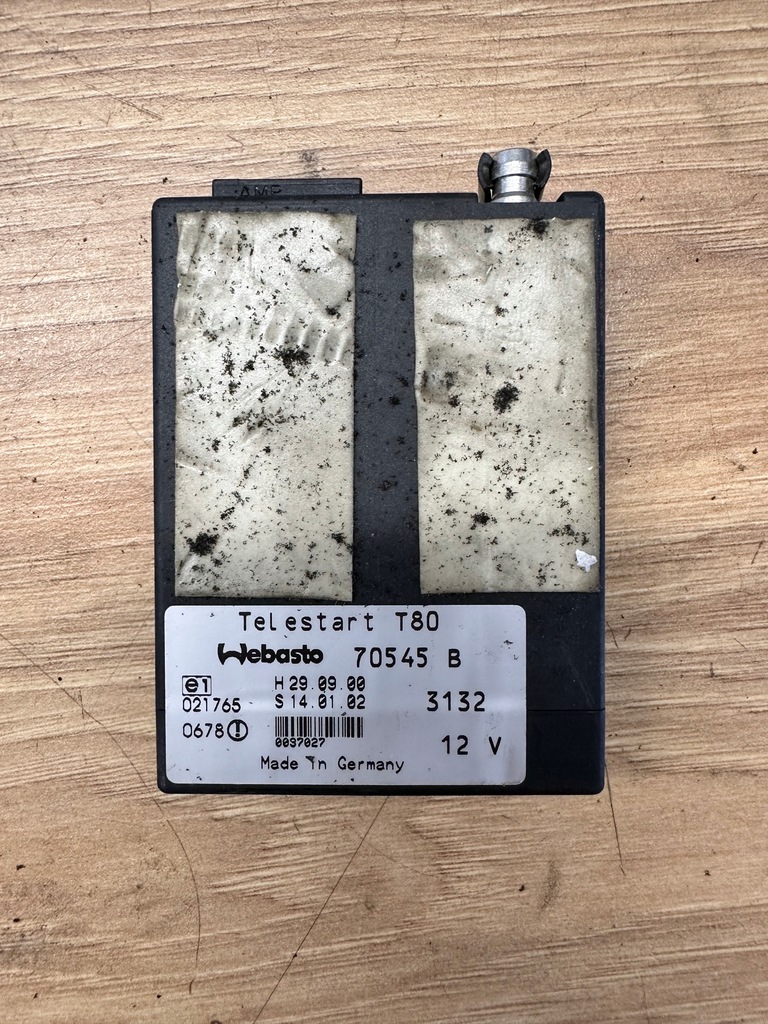 AMP
Telestart T80
Webasto 70545 B
e1 H 29.09.00
021765 S 14.01.02 3132
0678
0097027 12 V
Made in Germany